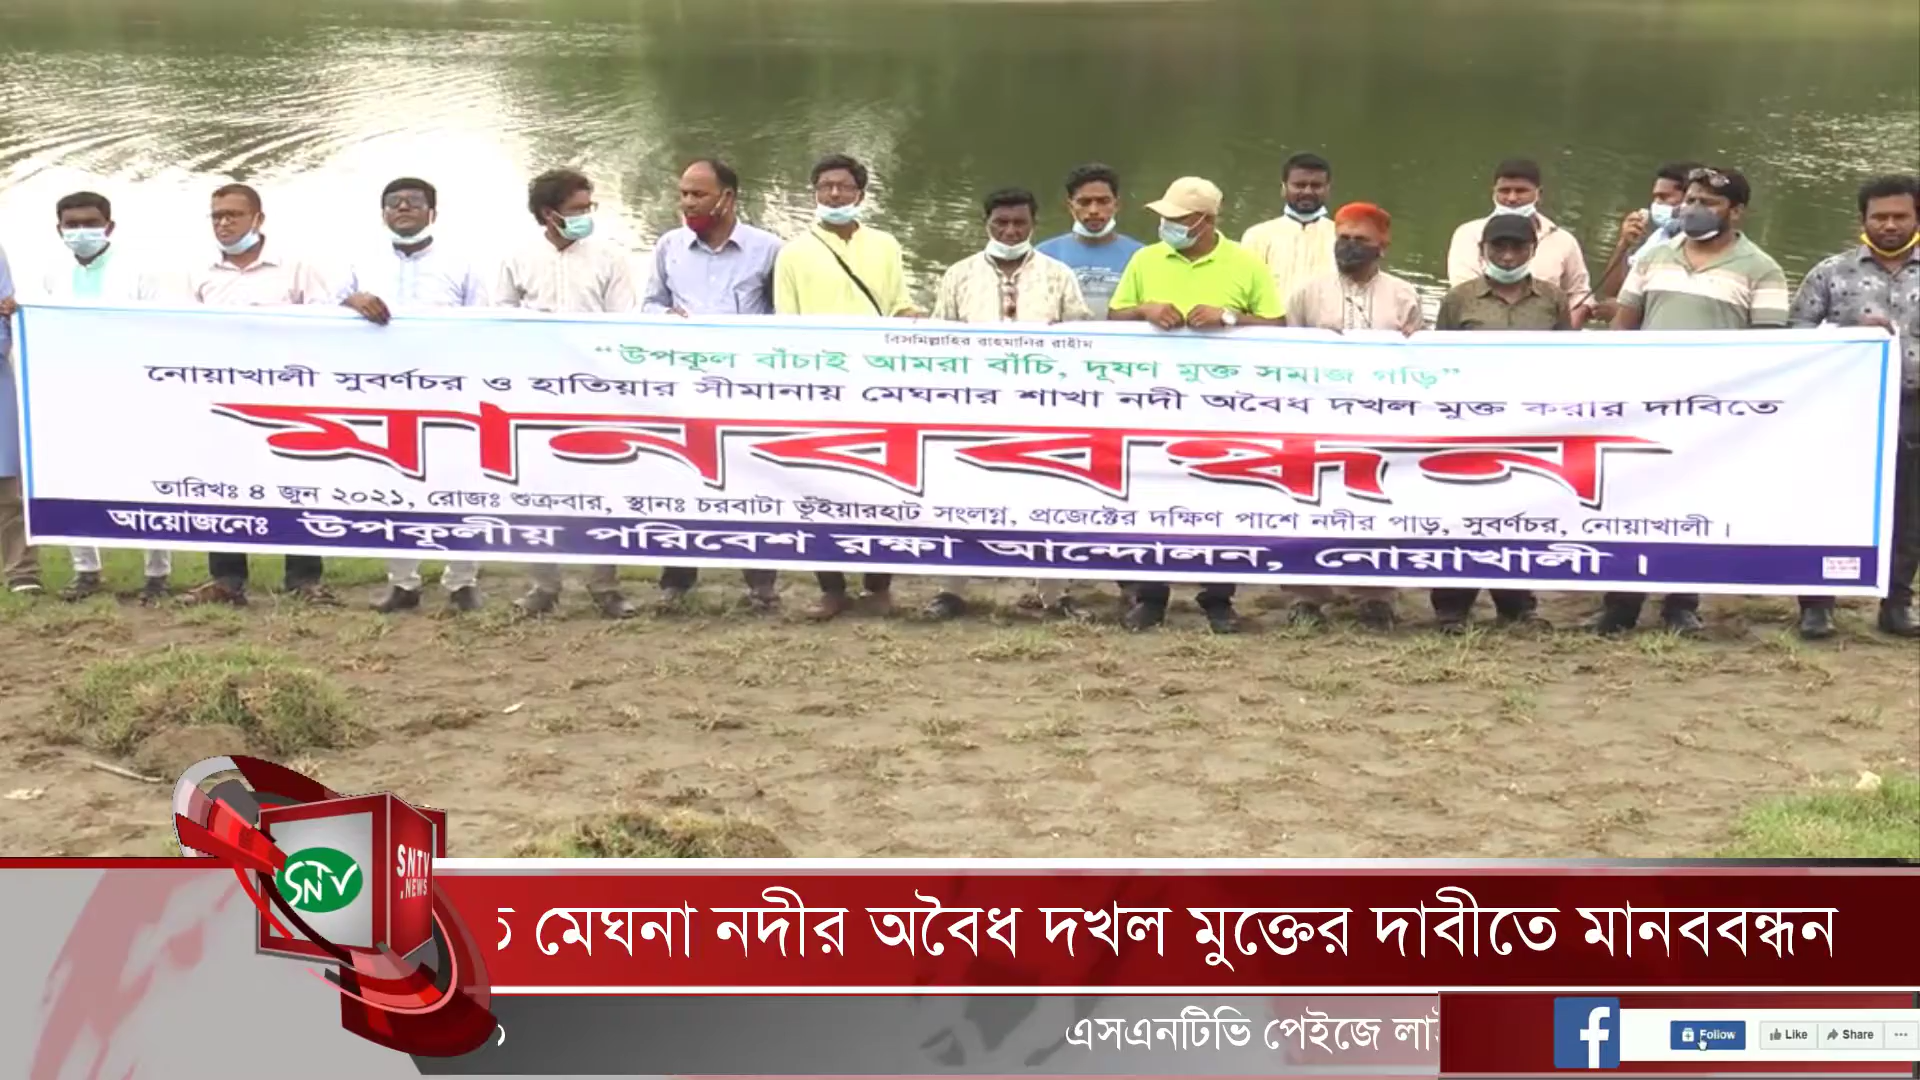 বিসমিল্লাহির রাহমানির রাহীম
“উপকূল বাঁচাই আমরা বাঁচি, দূষণ মুক্ত সমাজ গড়ি”
নোয়াখালী সুবর্ণচর ও হাতিয়ার সীমানায় মেঘনার শাখা নদী অবৈধ দখল মুক্ত করার দাবিতে
মানববন্ধন
তারিখঃ ৪ জুন ২০২১, রোজঃ শুক্রবার, স্থানঃ চরবাটা ভূঁইয়ারহাট সংলগ্ন, প্রজেক্টের দক্ষিণ পাশে নদীর পাড়, সুবর্ণচর, নোয়াখালী।
আয়োজনেঃ উপকূলীয় পরিবেশ রক্ষা আন্দোলন, নোয়াখালী।
SNTV
SNTV
.NEWS
মেঘনা নদীর অবৈধ দখল মুক্তের দাবীতে মানববন্ধন
এসএনটিভি পেইজে
f Follow Like Share ...